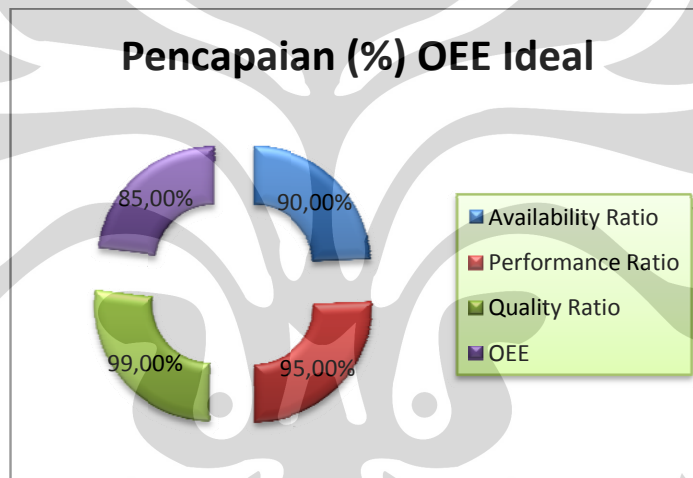 Pencapaian (%) OEE Ideal
85,00%
90,00%
99,00%
95,00%
Availability Ratio
Performance Ratio
Quality Ratio
OEE